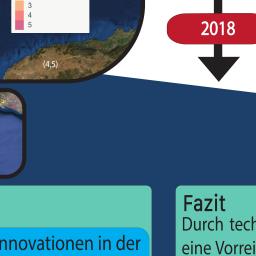 3
4
5
(4,5)
2018
nnovationen in der
Fazit
Durch tech
eine Vorrei